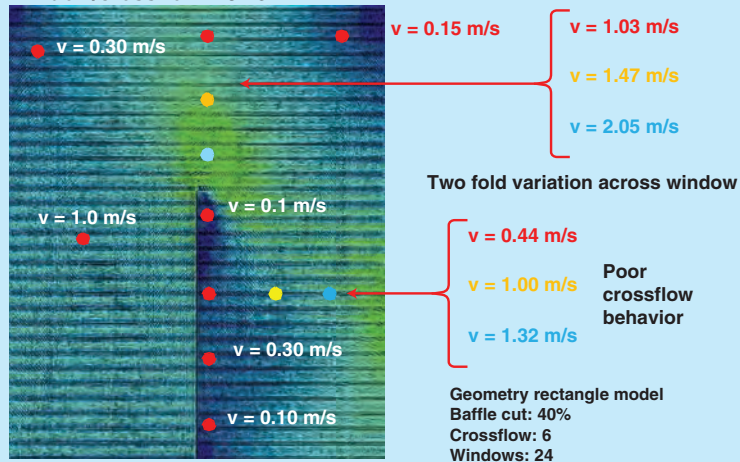 v = 0.30 m/s
v = 0.15 m/s
v = 1.03 m/s
v = 1.47 m/s
v = 2.05 m/s
Two fold variation across window
v = 1.0 m/s
v = 0.1 m/s
v = 0.44 m/s
v = 1.00 m/s
v = 1.32 m/s
Poor
crossflow
behavior
v = 0.30 m/s
v = 0.10 m/s
Geometry rectangle model
Baffle cut: 40%
Crossflow: 6
Windows: 24